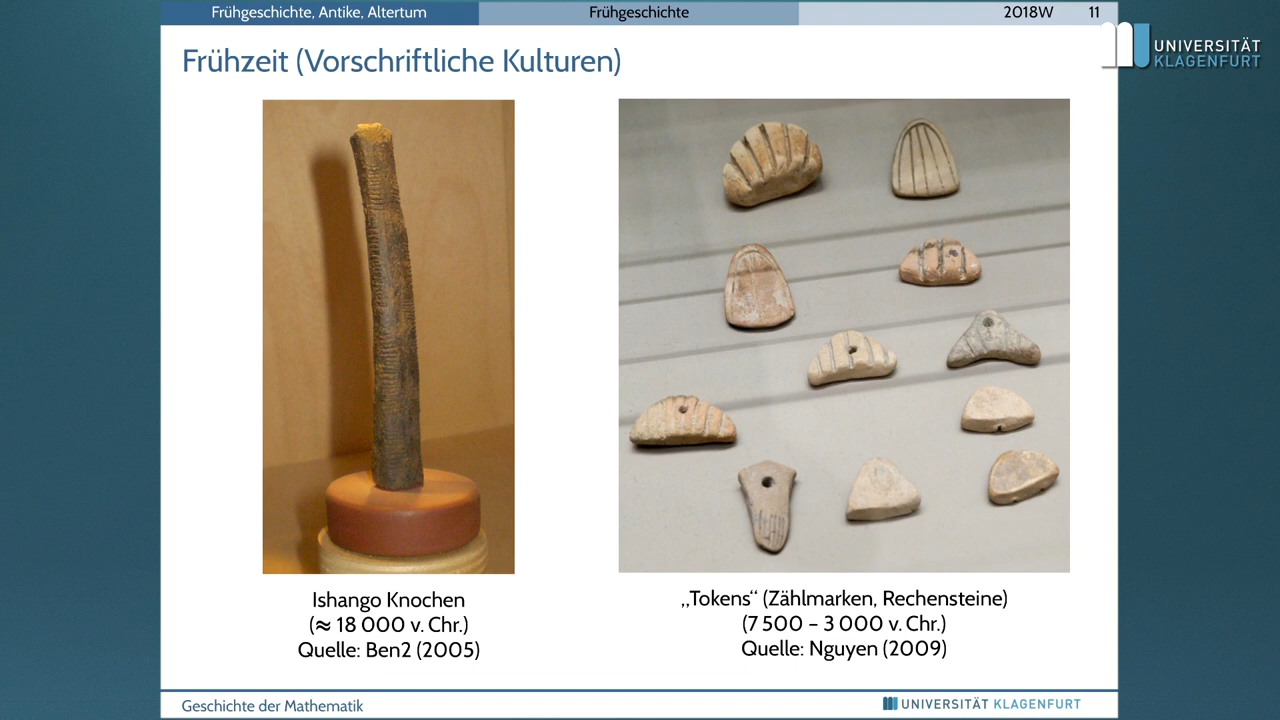 Frühgeschichte, Antike, Altertum
Frühgeschichte
2018W 11
UNIVERSITÄT
KLAGENFURT
Frühzeit (Vorschriftliche Kulturen)
Ishango Knochen
(≈ 18 000 v. Chr.)
Quelle: Ben2 (2005)
„Tokens“ (Zählmarken, Rechensteine)
(7 500 – 3 000 v. Chr.)
Quelle: Nguyen (2009)
Geschichte der Mathematik
UNIVERSITÄT KLAGENFURT